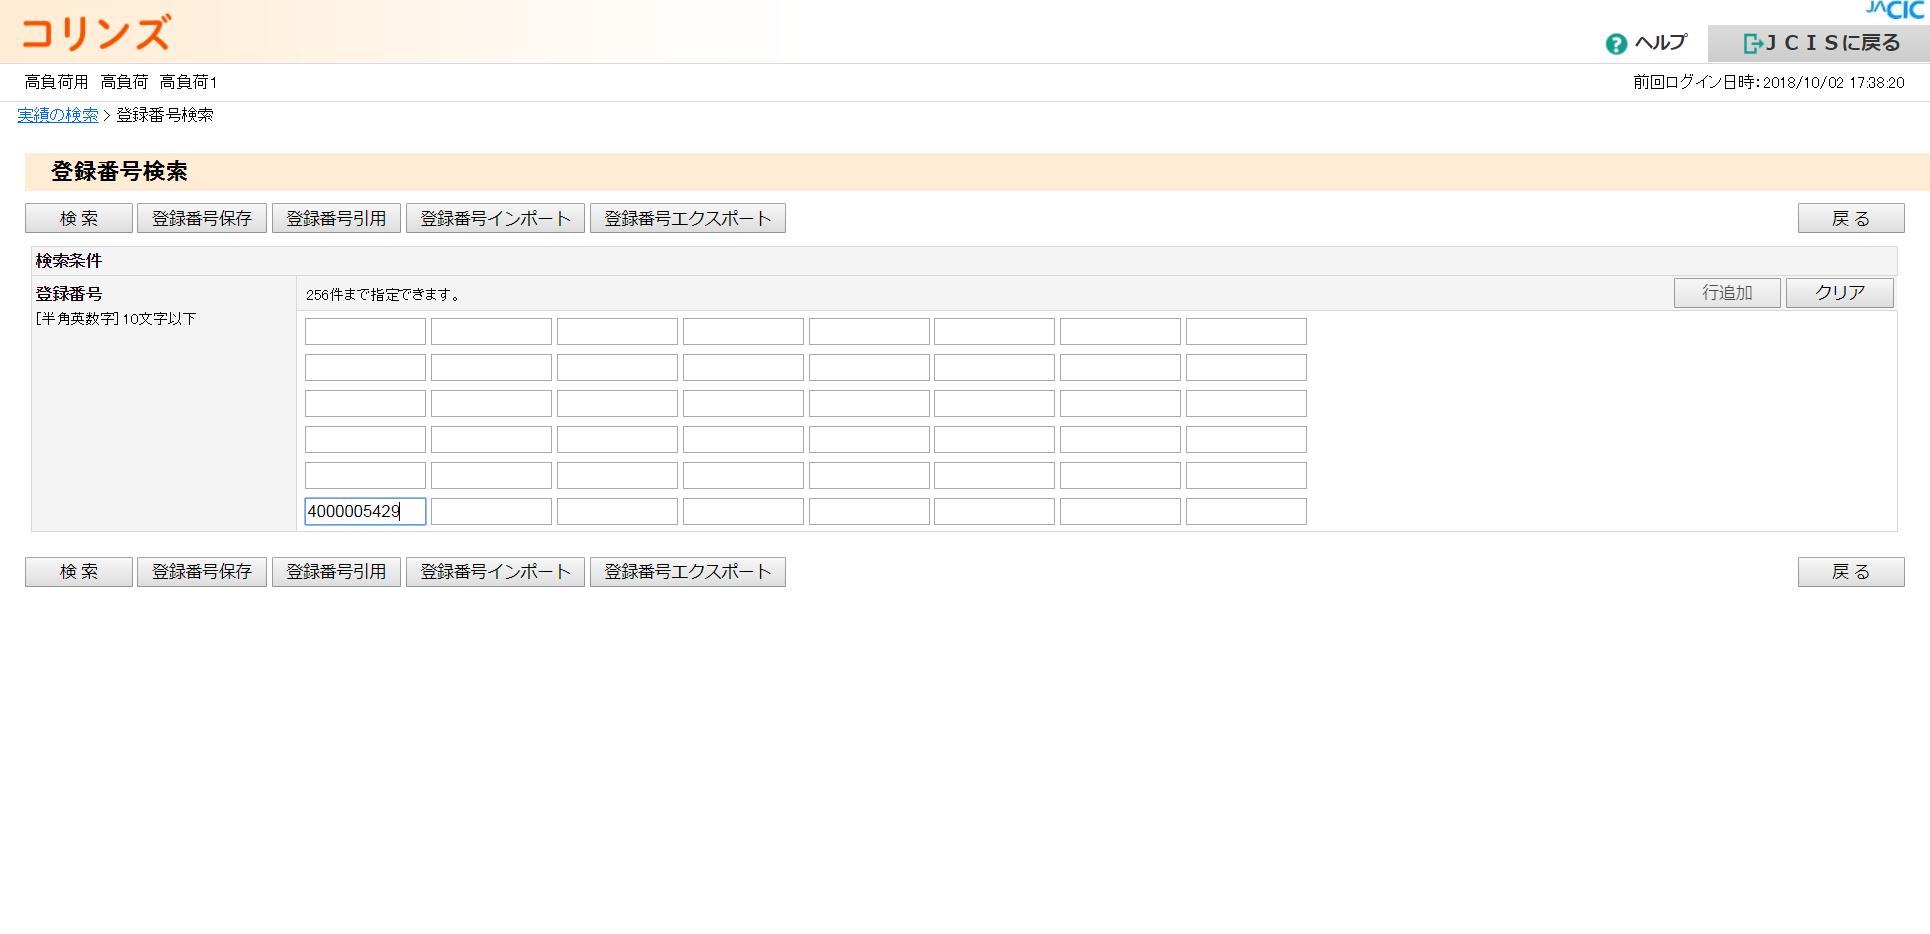 JACIC
コリンズ
? ヘルプ
ＪＣＩＳに戻る
高負荷用 高負荷 高負荷1
前回ログイン日時：2018/10/02 17:38:20
実績の検索 > 登録番号検索
登録番号検索
検 索 登録番号保存 登録番号引用 登録番号インポート 登録番号エクスポート 戻 る
検索条件
登録番号 256件まで指定できます。 行追加 クリア
[半角英数字] 10文字以下
4000005429
検 索 登録番号保存 登録番号引用 登録番号インポート 登録番号エクスポート 戻 る